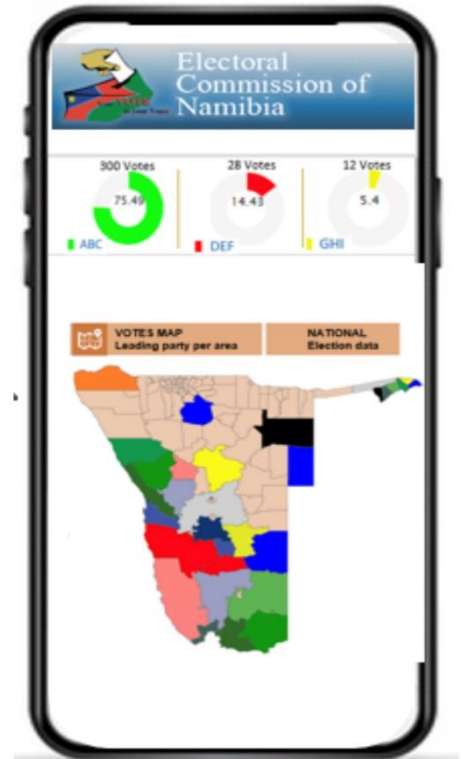 Electoral
Commission of
Namibia
VOTE
300 Votes
28 Votes
12 Votes
75.49
14.43
5.4
ABC
DEF
GHI
VOTES MAP
Leading party per area
NATIONAL
Election data